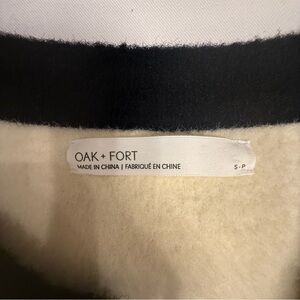 OAK + FORT
MADE IN CHINA | FABRIQUÉ EN CHINE
S-P